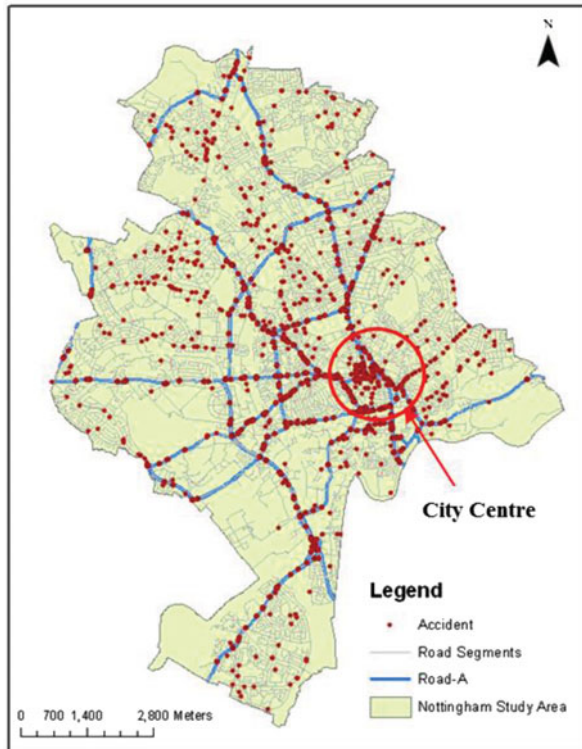 N
City Centre
Legend
Accident
Road Segments
Road-A
Nottingham Study Area
0 700 1,400 2,800 Meters